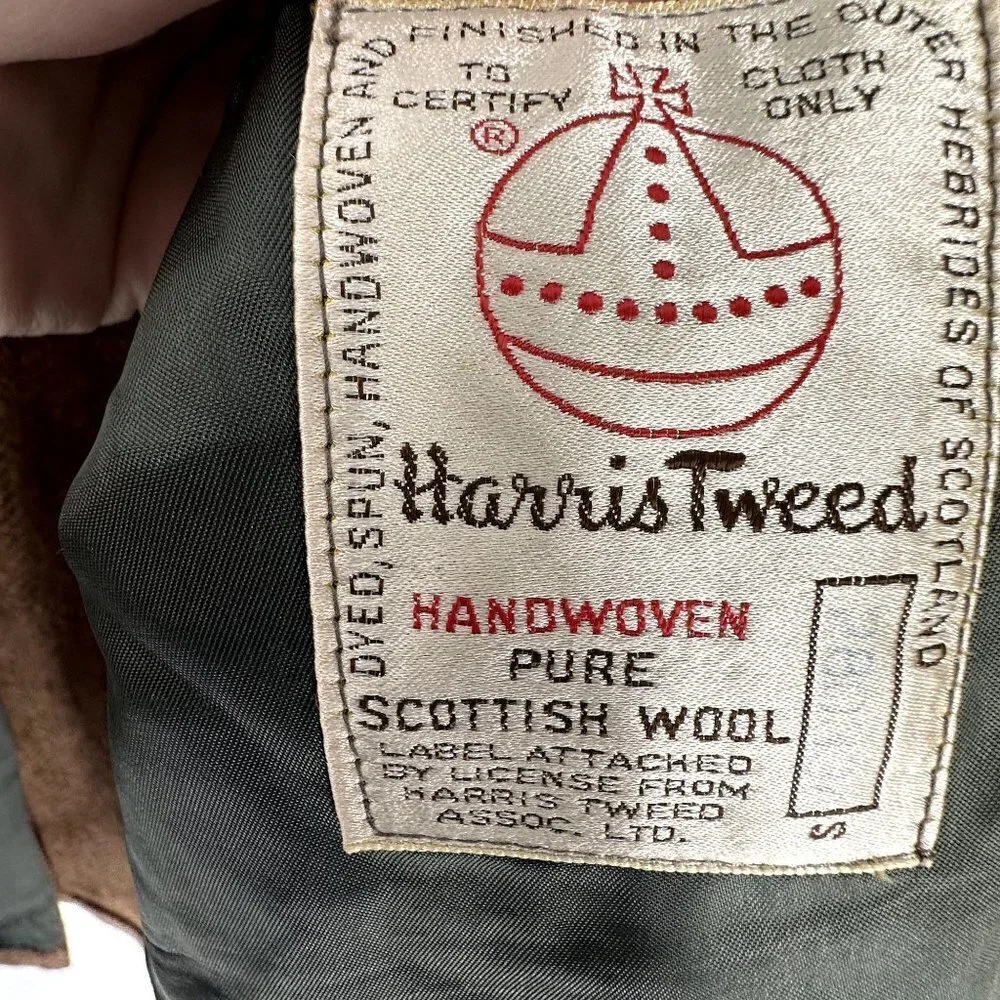 DYED, SPUN, HANDWOVEN AND FINISHED IN THE OUTER HEBRIDES OF SCOTLAND
TO CERTIFY
CLOTH ONLY
®
Harris Tweed
HANDWOVEN
PURE
SCOTTISH WOOL
LABEL ATTACHED
BY LICENSE FROM
HARRIS TWEED
ASSOC. LTD.
S